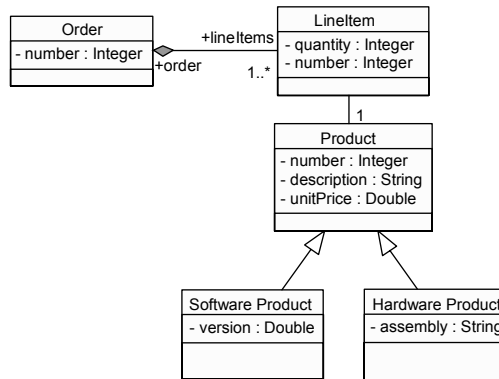 Order
- number : Integer
+order
+lineItems
1..*
LineItem
- quantity : Integer
- number : Integer
1
Product
- number : Integer
- description : String
- unitPrice : Double
Software Product
- version : Double
Hardware Product
- assembly : String